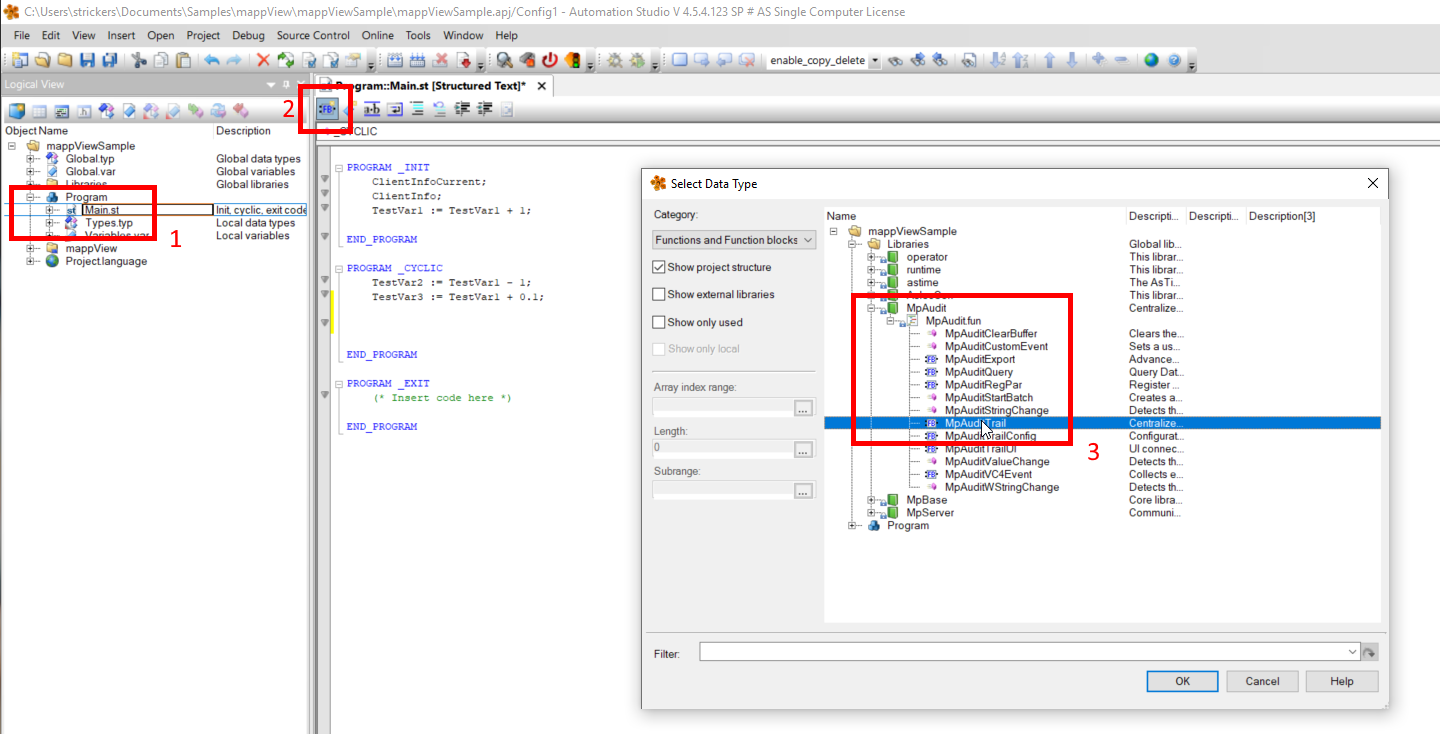 C:\Users\strickers\Documents\Samples\mappView\mappViewSample\mappViewSample.apj/Config1 - Automation Studio V 4.5.4.123 SP # AS Single Computer License
File Edit View Insert Open Project Debug Source Control Online Tools Window Help
enable_copy_delete
Logical View
Program::Main.st [Structured Text]*
2
Object Name Description
mappViewSample
Global.typ Global data types
Global.var Global variables
Libraries Global libraries
Program
Main.st Init, cyclic, exit code
Types.typ Local data types
Variables.var Local variables
mappView
Project.language
1
_CYCLIC
PROGRAM _INIT
ClientInfoCurrent;
ClientInfo;
TestVar1 := TestVar1 + 1;
END_PROGRAM
PROGRAM _CYCLIC
TestVar2 := TestVar1 - 1;
TestVar3 := TestVar1 + 0.1;
END_PROGRAM
PROGRAM _EXIT
(* Insert code here *)
END_PROGRAM
Select Data Type
Category:
Functions and Function blocks
Show project structure
Show external libraries
Show only used
Show only local
Array index range:
...
Length:
0 ...
Subrange:
...
Name Descripti... Descripti... Description[3]
mappViewSample
Libraries Global lib...
operator This librar...
runtime This librar...
astime The AsTi...
This librar...
MpAudit Centralize...
MpAudit.fun
MpAuditClearBuffer Clears the...
MpAuditCustomEvent Sets a us...
MpAuditExport Advance...
MpAuditQuery Query Dat...
MpAuditRegPar Register ...
MpAuditStartBatch Creates a...
MpAuditStringChange Detects th...
MpAuditTrail Centralize...
MpAuditTrailConfig Configurat...
MpAuditTrailUI UI connec...
MpAuditValueChange Detects th...
MpAuditVC4Event Collects e...
MpAuditWStringChange Detects th...
MpBase Core libra...
MpServer Communi...
Program
3
Filter:
OK Cancel Help